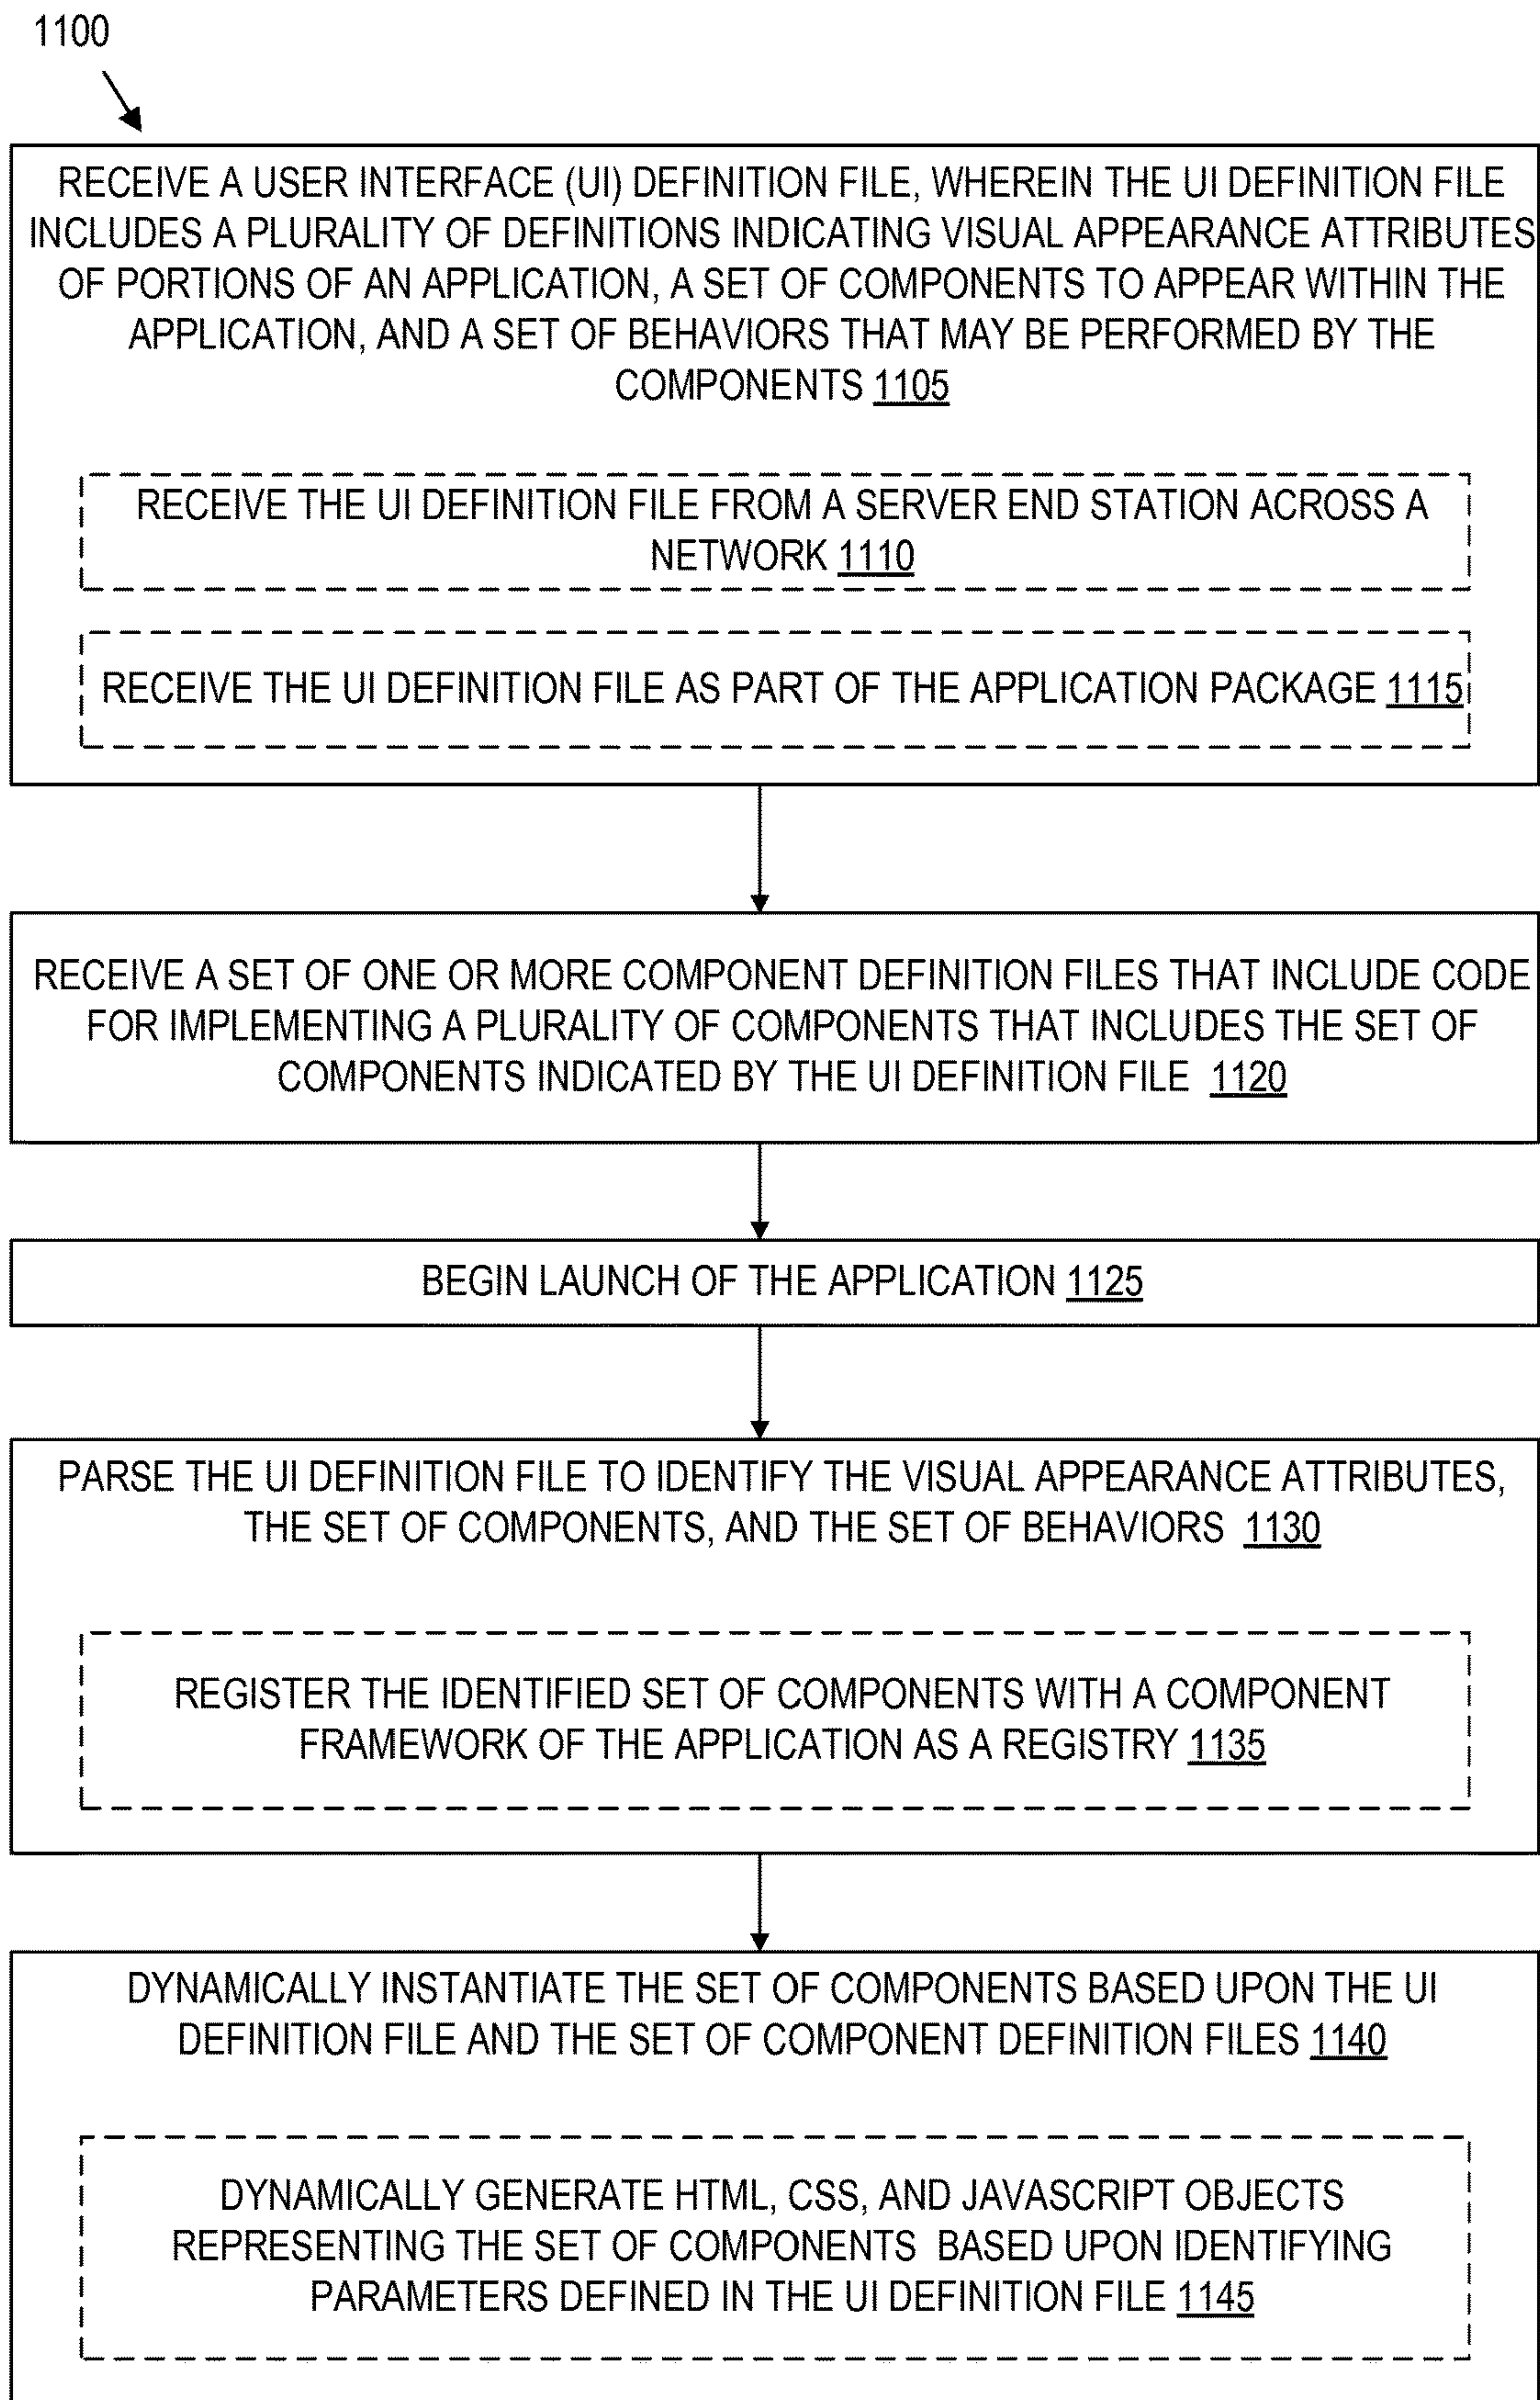 1100
RECEIVE A USER INTERFACE (UI) DEFINITION FILE, WHEREIN THE UI DEFINITION FILE
INCLUDES A PLURALITY OF DEFINITIONS INDICATING VISUAL APPEARANCE ATTRIBUTES
OF PORTIONS OF AN APPLICATION, A SET OF COMPONENTS TO APPEAR WITHIN THE
APPLICATION, AND A SET OF BEHAVIORS THAT MAY BE PERFORMED BY THE
COMPONENTS 1105
RECEIVE THE UI DEFINITION FILE FROM A SERVER END STATION ACROSS A
NETWORK 1110
RECEIVE THE UI DEFINITION FILE AS PART OF THE APPLICATION PACKAGE 1115
RECEIVE A SET OF ONE OR MORE COMPONENT DEFINITION FILES THAT INCLUDE CODE
FOR IMPLEMENTING A PLURALITY OF COMPONENTS THAT INCLUDES THE SET OF
COMPONENTS INDICATED BY THE UI DEFINITION FILE 1120
BEGIN LAUNCH OF THE APPLICATION 1125
PARSE THE UI DEFINITION FILE TO IDENTIFY THE VISUAL APPEARANCE ATTRIBUTES,
THE SET OF COMPONENTS, AND THE SET OF BEHAVIORS 1130
REGISTER THE IDENTIFIED SET OF COMPONENTS WITH A COMPONENT
FRAMEWORK OF THE APPLICATION AS A REGISTRY 1135
DYNAMICALLY INSTANTIATE THE SET OF COMPONENTS BASED UPON THE UI
DEFINITION FILE AND THE SET OF COMPONENT DEFINITION FILES 1140
DYNAMICALLY GENERATE HTML, CSS, AND JAVASCRIPT OBJECTS
REPRESENTING THE SET OF COMPONENTS BASED UPON IDENTIFYING
PARAMETERS DEFINED IN THE UI DEFINITION FILE 1145